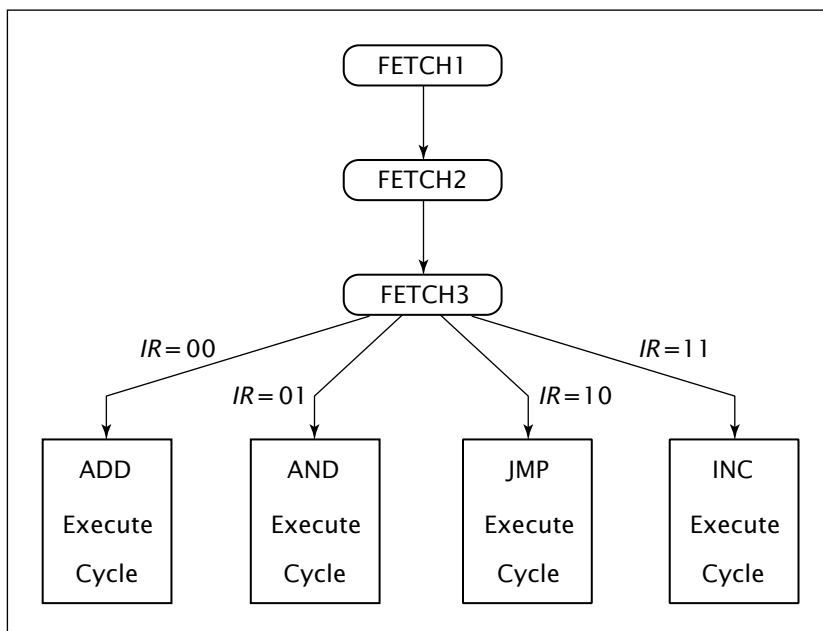 FETCH1
FETCH2
FETCH3
IR=00
IR=11
IR=01
IR=10
ADD
Execute
Cycle
AND
Execute
Cycle
JMP
Execute
Cycle
INC
Execute
Cycle